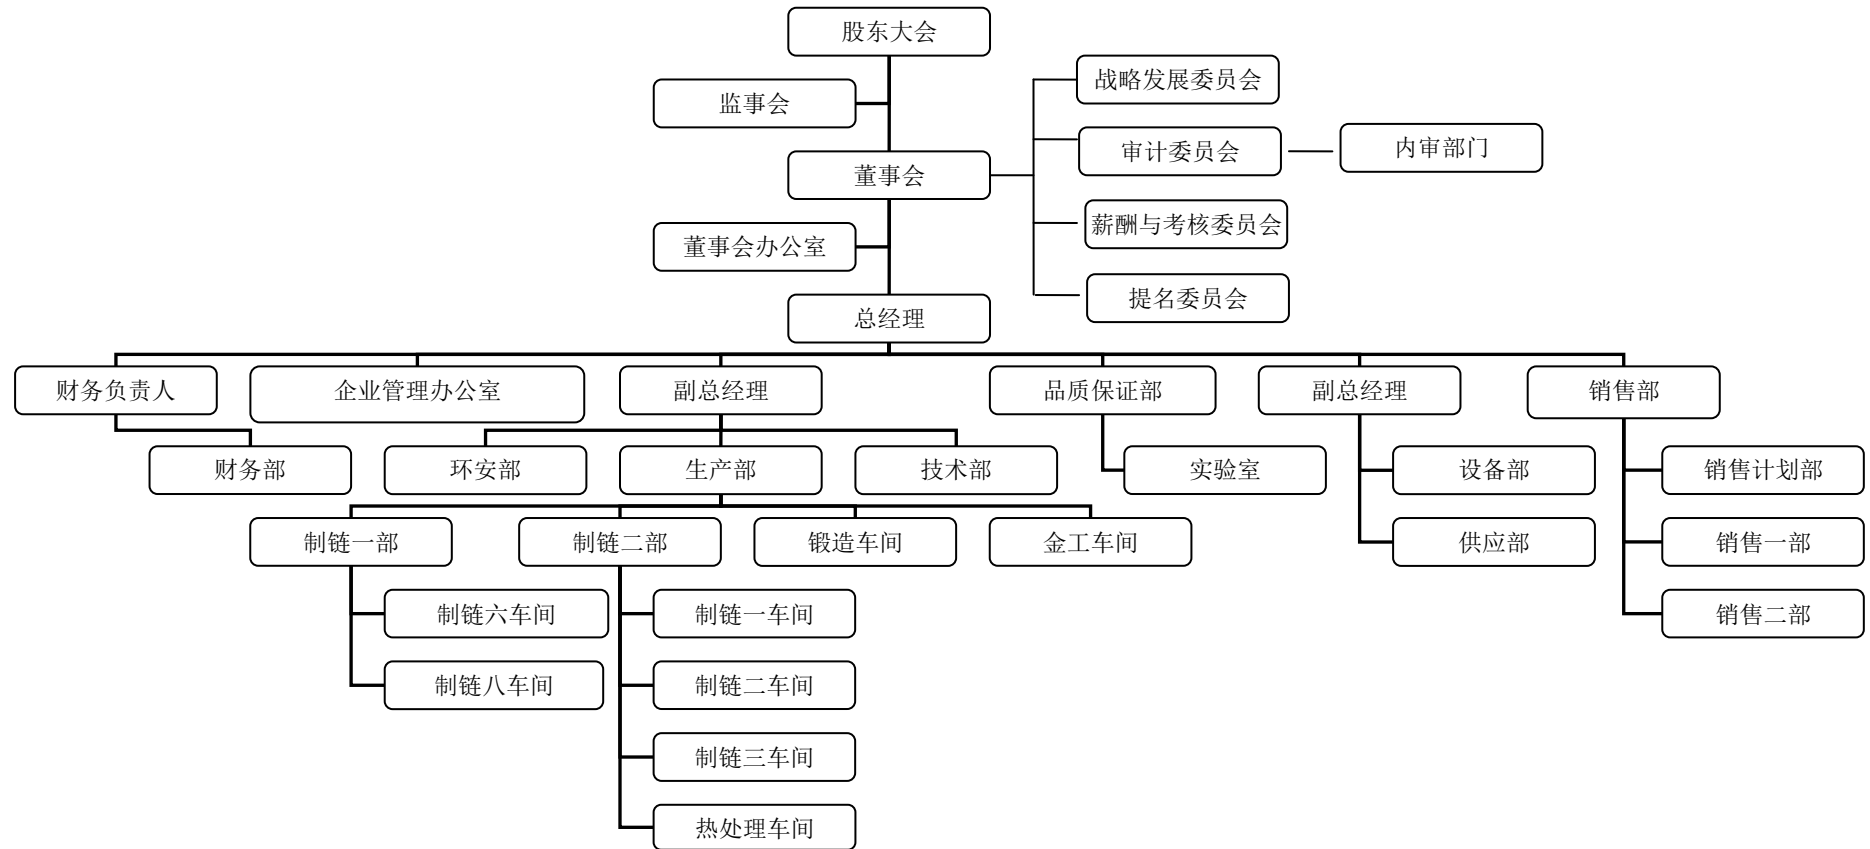 股东大会
监事会
战略发展委员会
审计委员会
内审部门
董事会
薪酬与考核委员会
董事会办公室
提名委员会
总经理
财务负责人
企业管理办公室
副总经理
品质保证部
副总经理
销售部
财务部
环安部
生产部
技术部
实验室
设备部
销售计划部
制链一部
制链二部
锻造车间
金工车间
供应部
销售一部
制链六车间
制链一车间
销售二部
制链八车间
制链二车间
制链三车间
热处理车间